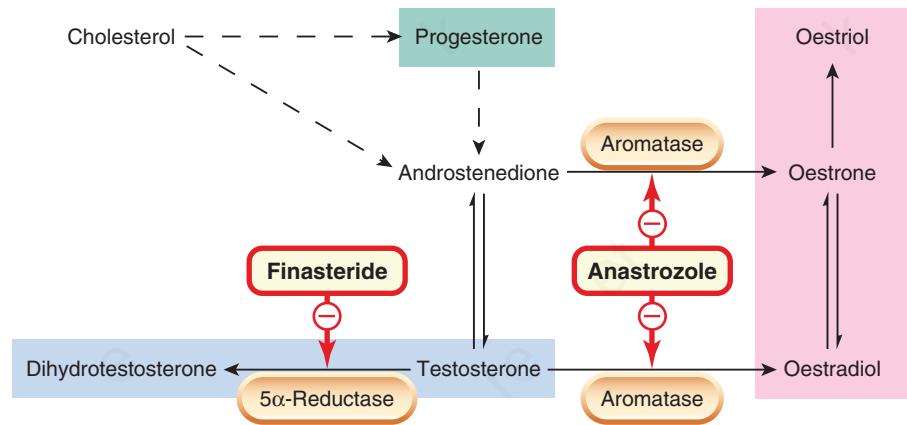 Cholesterol
Progesterone
Oestriol
Aromatase
Androstenedione
Oestrone
Finasteride
Anastrozole
Dihydrotestosterone
Testosterone
Oestradiol
5α-Reductase
Aromatase